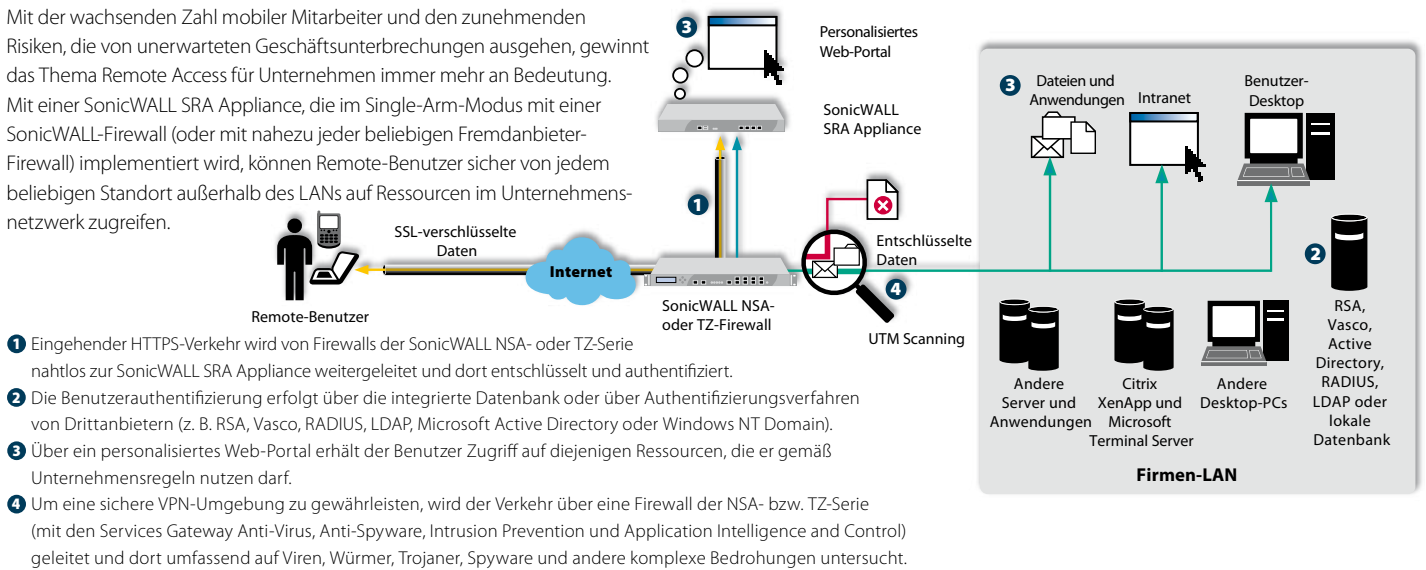 Mit der wachsenden Zahl mobiler Mitarbeiter und den zunehmenden
Risiken, die von unerwarteten Geschäftsunterbrechungen ausgehen, gewinnt
das Thema Remote Access für Unternehmen immer mehr an Bedeutung.
Mit einer SonicWALL SRA Appliance, die im Single-Arm-Modus mit einer
SonicWALL-Firewall (oder mit nahezu jeder beliebigen Fremdanbieter-
Firewall) implementiert wird, können Remote-Benutzer sicher von jedem
beliebigen Standort außerhalb des LANs auf Ressourcen im Unternehmens-
netzwerk zugreifen.
3
Personalisiertes
Web-Portal
SonicWALL
SRA Appliance
1
SSL-verschlüsselte
Daten
Internet
Remote-Benutzer
SonicWALL NSA-
oder TZ-Firewall
Entschlüsselte
Daten
4
UTM Scanning
3
Dateien und
Anwendungen
Intranet
Benutzer-
Desktop
2
RSA,
Vasco,
Active
Directory,
RADIUS,
LDAP oder
lokale
Datenbank
Andere
Server und
Anwendungen
Citrix
XenApp und
Microsoft
Terminal Server
Andere
Desktop-PCs
Firmen-LAN
1 Eingehender HTTPS-Verkehr wird von Firewalls der SonicWALL NSA- oder TZ-Serie
nahtlos zur SonicWALL SRA Appliance weitergeleitet und dort entschlüsselt und authentifiziert.
2 Die Benutzerauthentifizierung erfolgt über die integrierte Datenbank oder über Authentifizierungsverfahren
von Drittanbietern (z. B. RSA, Vasco, RADIUS, LDAP, Microsoft Active Directory oder Windows NT Domain).
3 Über ein personalisiertes Web-Portal erhält der Benutzer Zugriff auf diejenigen Ressourcen, die er gemäß
Unternehmensregeln nutzen darf.
4 Um eine sichere VPN-Umgebung zu gewährleisten, wird der Verkehr über eine Firewall der NSA- bzw. TZ-Serie
(mit den Services Gateway Anti-Virus, Anti-Spyware, Intrusion Prevention und Application Intelligence and Control)
geleitet und dort umfassend auf Viren, Würmer, Trojaner, Spyware und andere komplexe Bedrohungen untersucht.